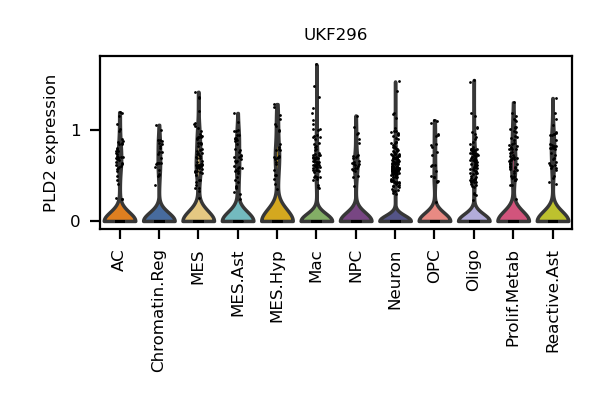 UKF296
PLD2 expression
1
0
AC
Chromatin.Reg
MES
MES.Ast
MES.Hyp
Mac
NPC
Neuron
OPC
Oligo
Prolif.Metab
Reactive.Ast